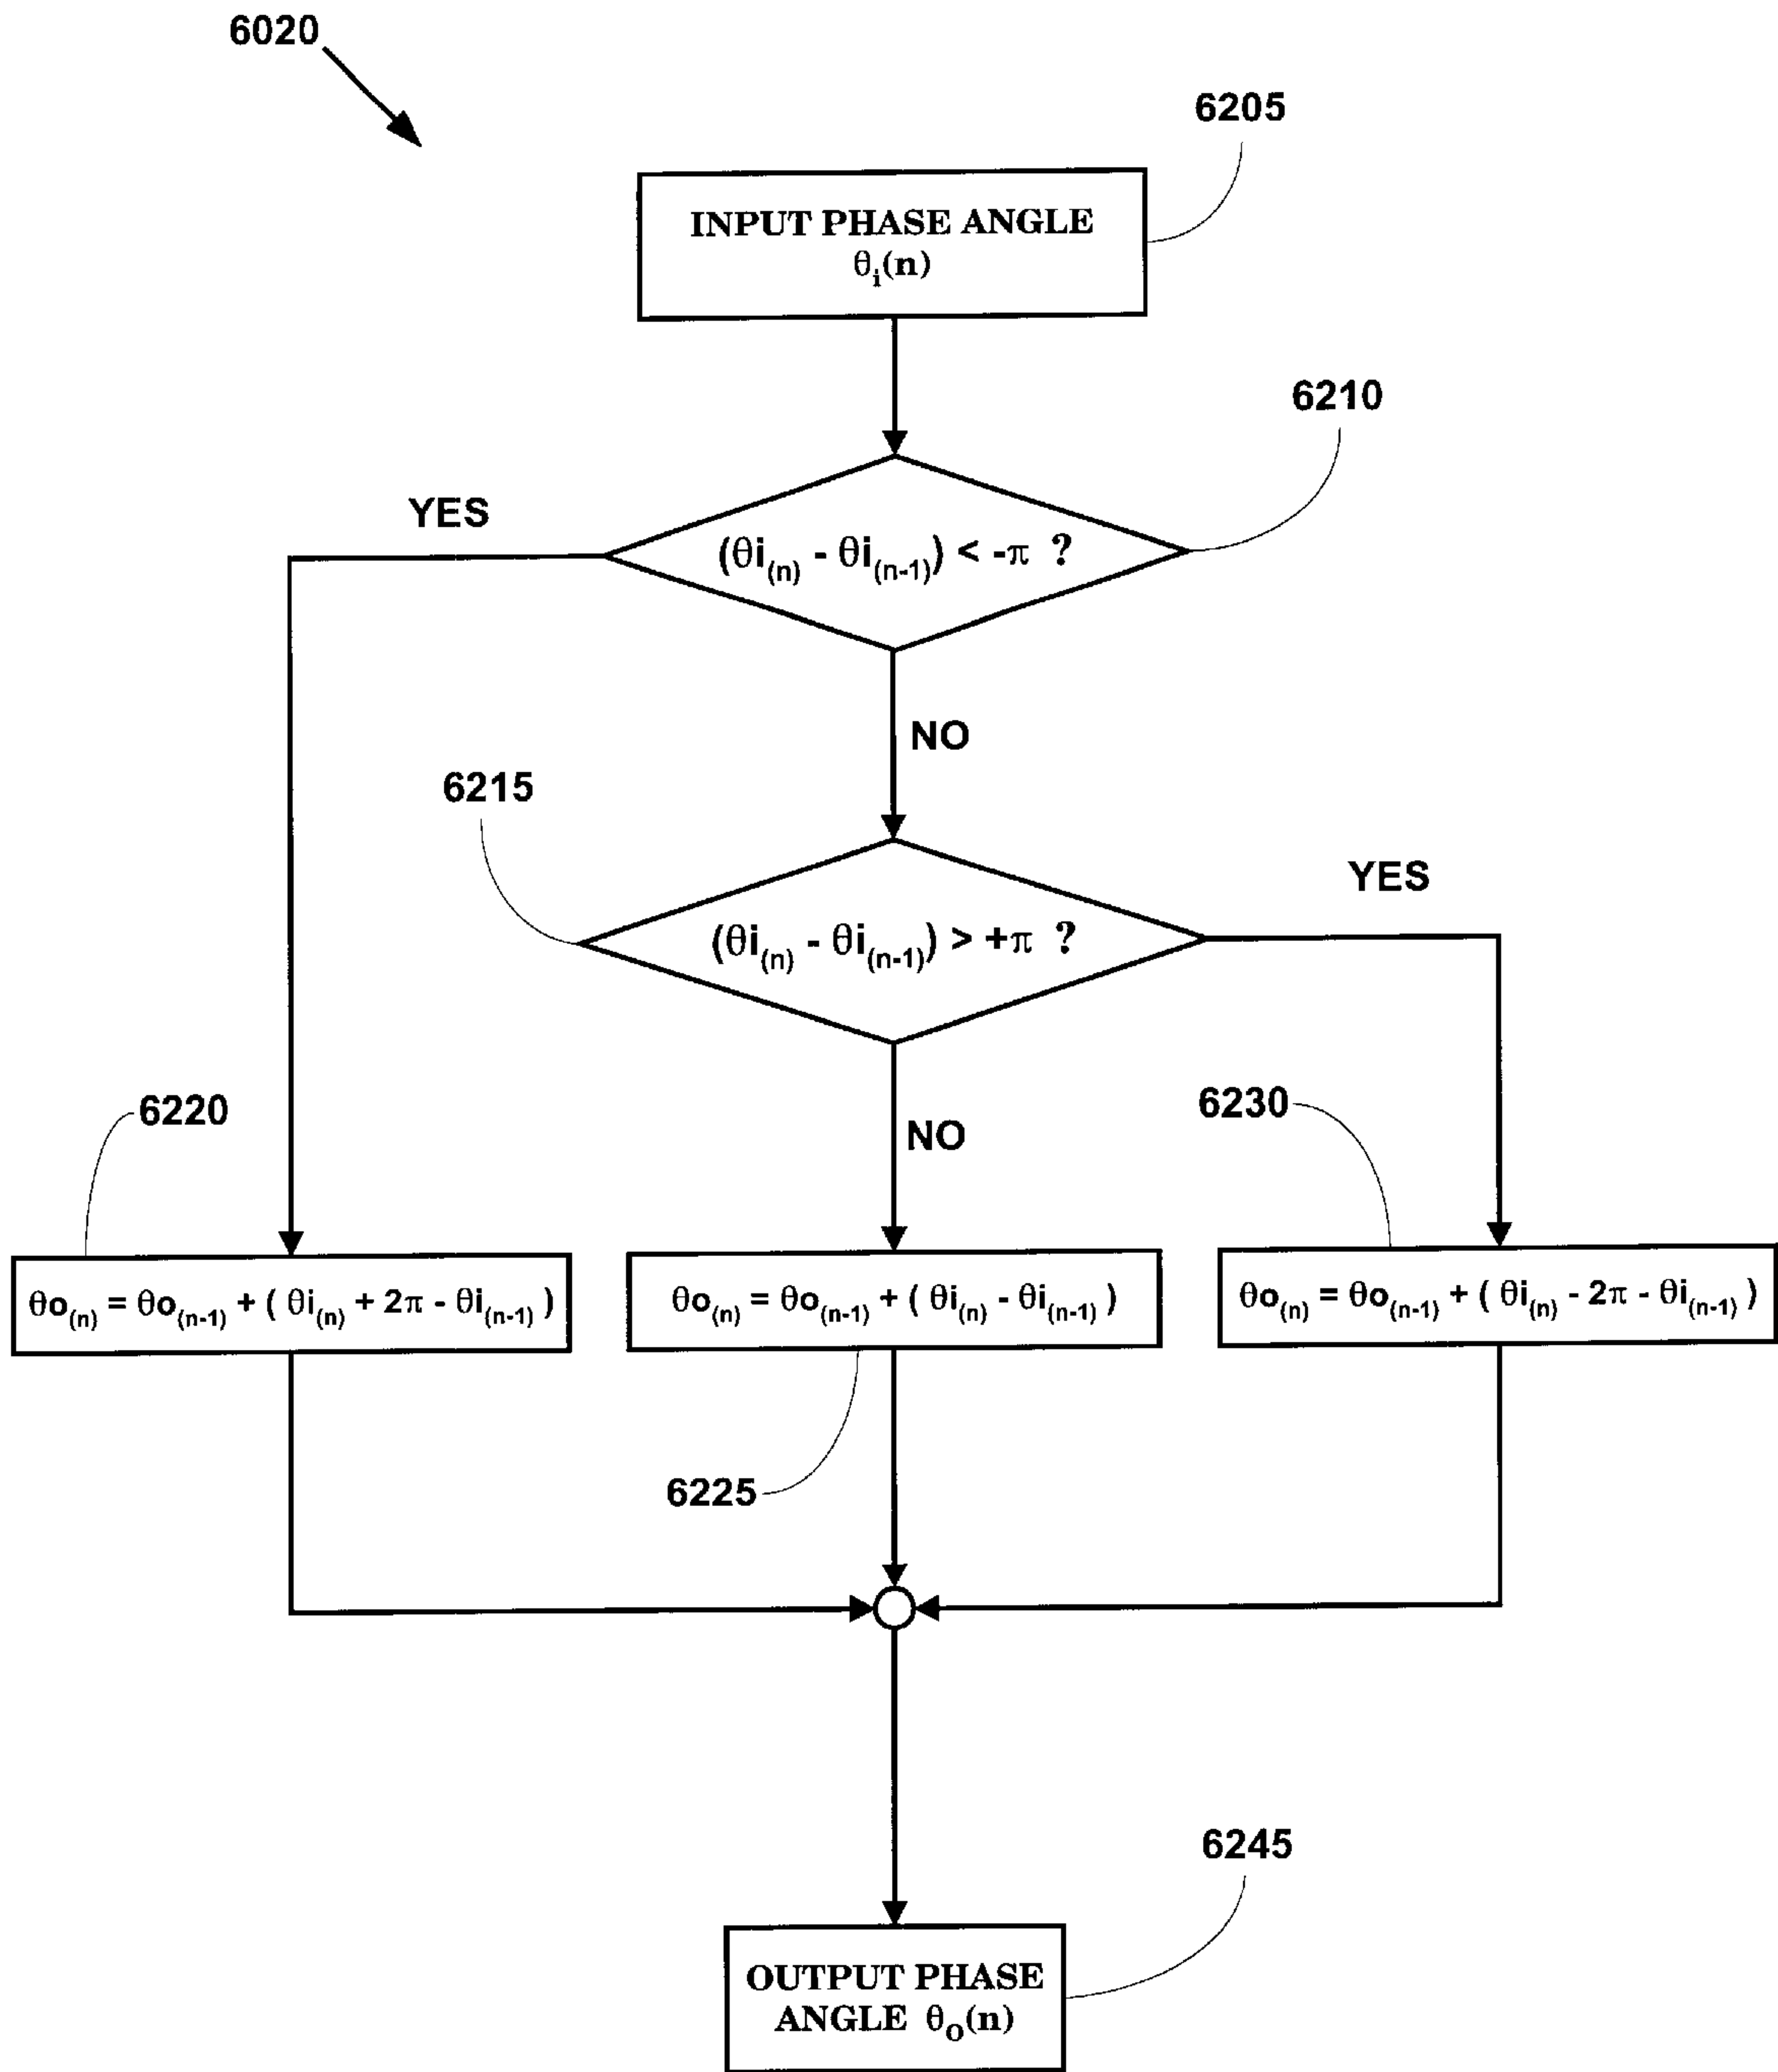 6020
6205
INPUT PHASE ANGLE
θi(n)
6210
YES
(θi(n) - θi(n-1)) < -π ?
NO
6215
YES
(θi(n) - θi(n-1)) > +π ?
6220
6230
NO
θo(n) = θo(n-1) + ( θi(n) + 2π - θi(n-1) )
θo(n) = θo(n-1) + ( θi(n) - θi(n-1) )
θo(n) = θo(n-1) + ( θi(n) - 2π - θi(n-1) )
6225
6245
OUTPUT PHASE
ANGLE θO(n)